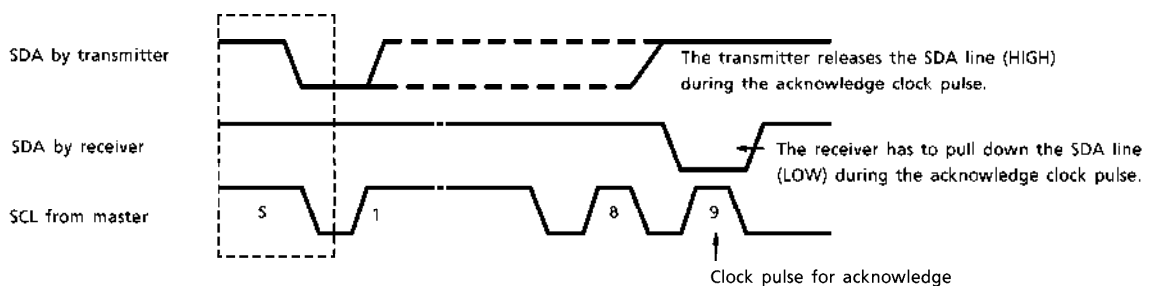 SDA by transmitter
The transmitter releases the SDA line (HIGH)
during the acknowledge clock pulse.
SDA by receiver
The receiver has to pull down the SDA line
(LOW) during the acknowledge clock pulse.
SCL from master
S
1
8
9
Clock pulse for acknowledge